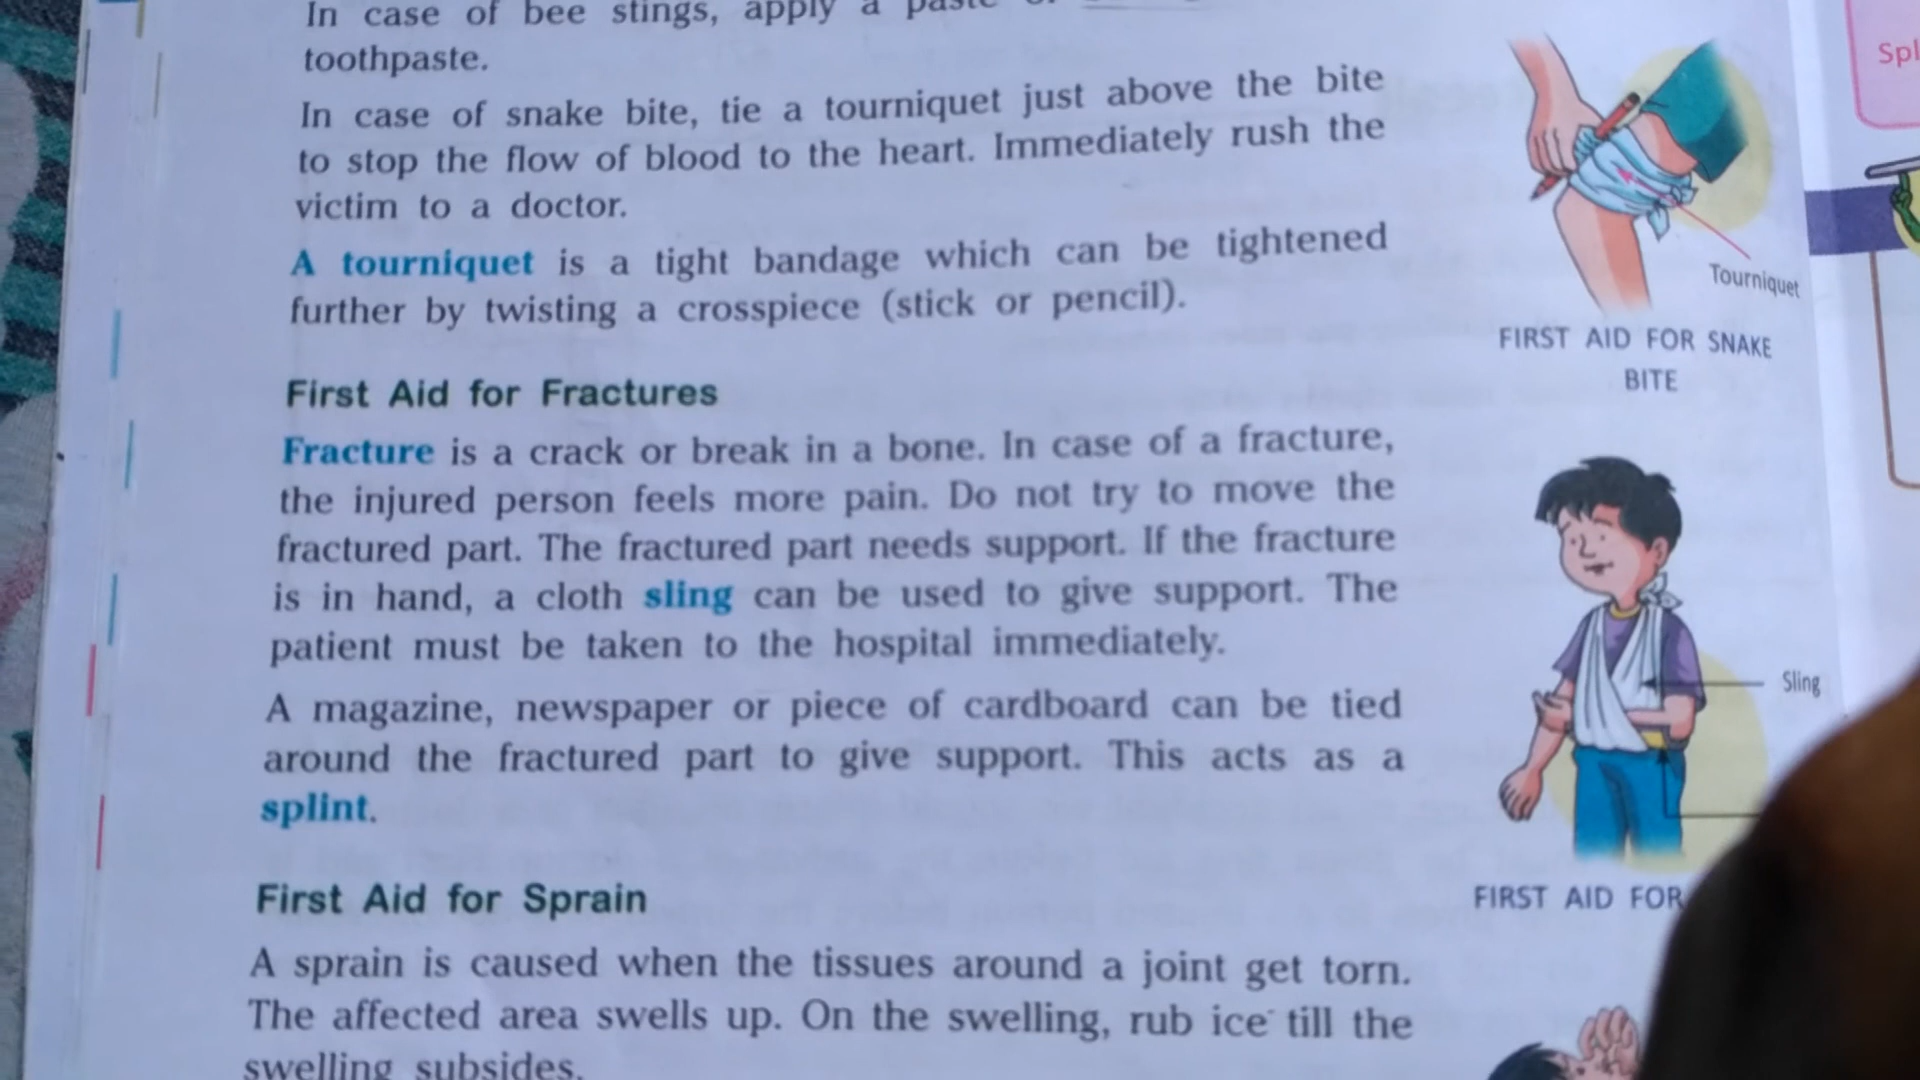 In case of bee stings, apply a paste
toothpaste.
In case of snake bite, tie a tourniquet just above the bite
to stop the flow of blood to the heart. Immediately rush the
victim to a doctor.
A tourniquet is a tight bandage which can be tightened
further by twisting a crosspiece (stick or pencil).
Tourniquet
FIRST AID FOR SNAKE
BITE
First Aid for Fractures
Fracture is a crack or break in a bone. In case of a fracture,
the injured person feels more pain. Do not try to move the
fractured part. The fractured part needs support. If the fracture
is in hand, a cloth sling can be used to give support. The
patient must be taken to the hospital immediately.
A magazine, newspaper or piece of cardboard can be tied
around the fractured part to give support. This acts as a
splint.
Sling
FIRST AID FOR
First Aid for Sprain
A sprain is caused when the tissues around a joint get torn.
The affected area swells up. On the swelling, rub ice till the
swelling subsides.
Spl